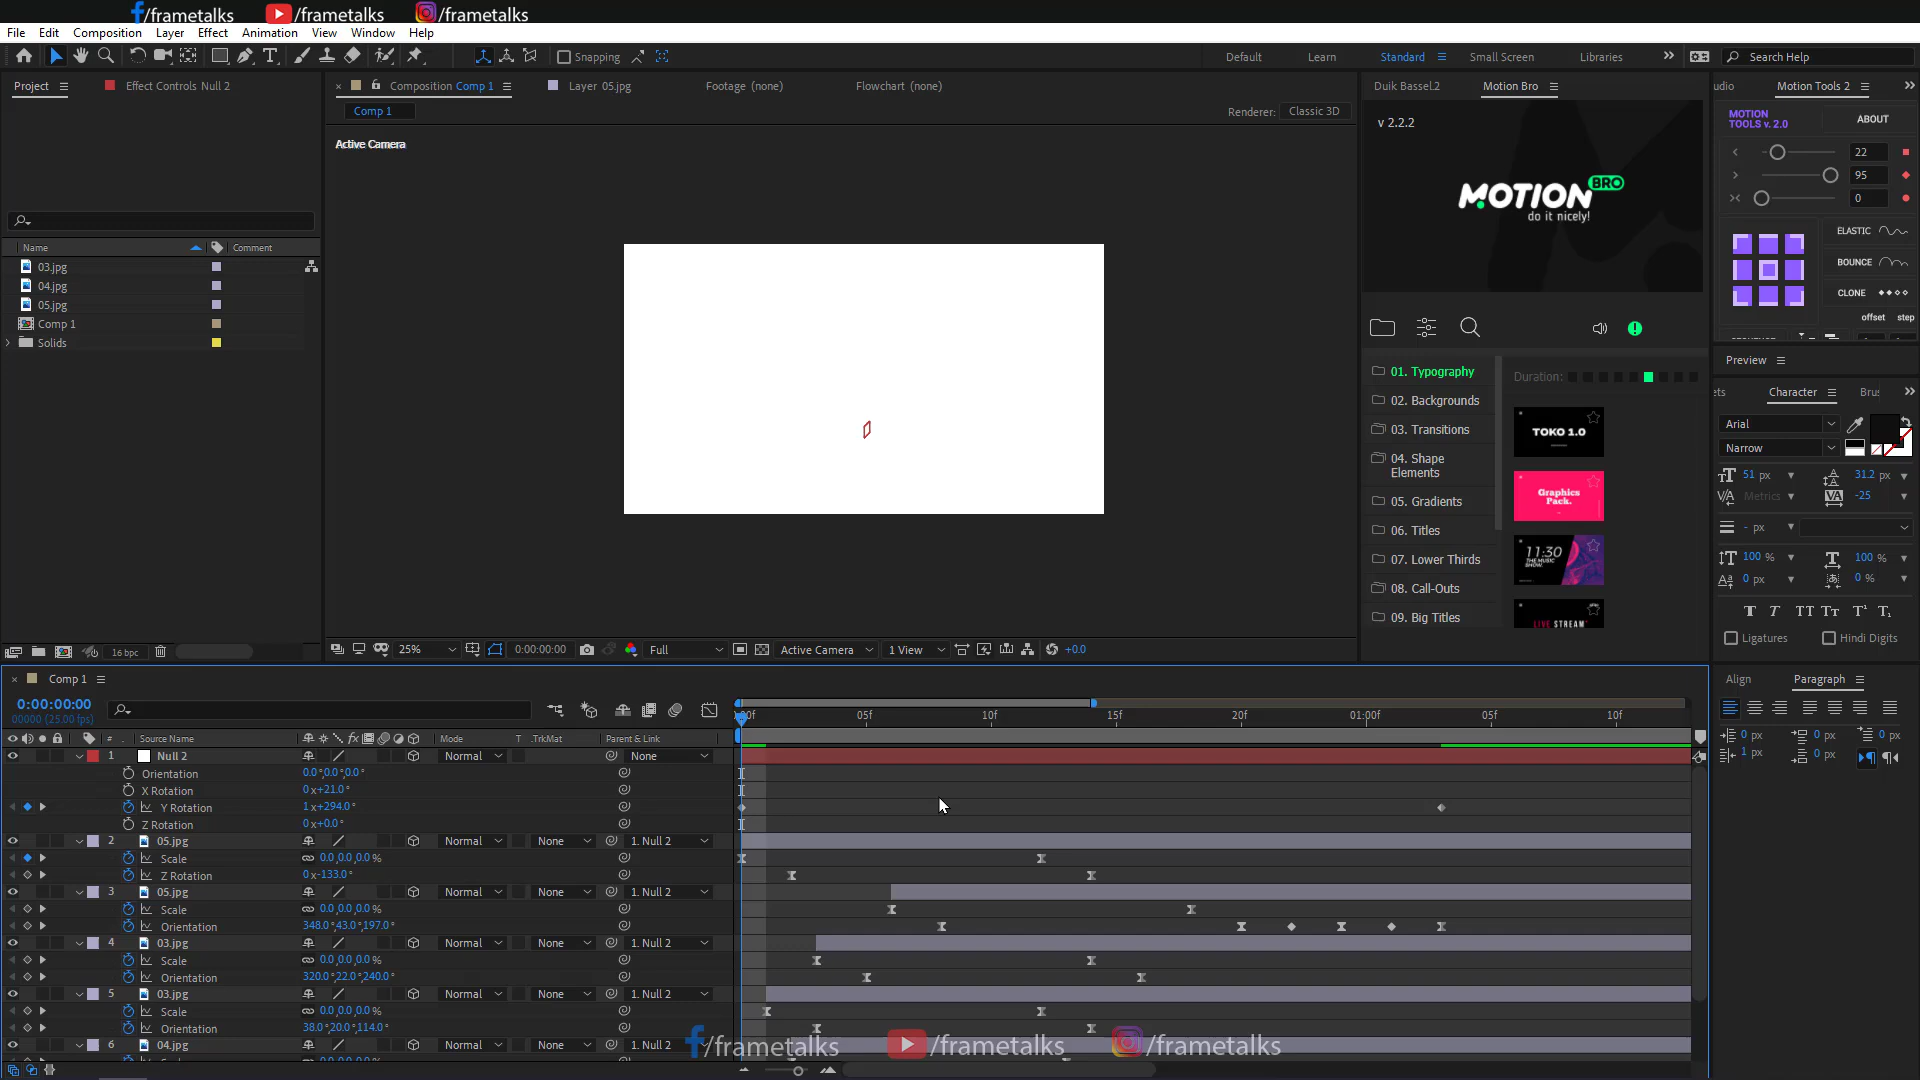 /frametalks /frametalks /frametalks
File Edit Composition Layer Effect Animation View Window Help
Snapping Default Learn Standard Small Screen Libraries Search Help
Project Effect Controls Null 2 Composition Comp 1 Layer 05.jpg Footage (none) Flowchart (none) Duik Bassel.2 Motion Bro udio Motion Tools 2
Comp 1 Renderer: Classic 3D
Active Camera
v 2.2.2
MOTION BRO
do it nicely!
MOTION TOOLS v. 2.0 ABOUT
22
95
0
ELASTIC
BOUNCE
CLONE
offset step
Name Comment
03.jpg
04.jpg
05.jpg
Comp 1
Solids
01. Typography
02. Backgrounds
03. Transitions
04. Shape Elements
05. Gradients
06. Titles
07. Lower Thirds
08. Call-Outs
09. Big Titles
Duration:
TOKO 1.0
Graphics Pack.
11:30
THE MUSIC SHOW.
LIVE STREAM
Preview
ets Character Brus
Arial
Narrow
51 px 31.2 px
Metrics -25
- px
100 % 100 %
0 px 0 %
T T TT Tt T¹ T₁
Ligatures Hindi Digits
16 bpc 25% 0:00:00:00 Full Active Camera 1 View +0.0
Comp 1
Align Paragraph
0 px 0 px 0 px
1 px 0 px
0:00:00:00
00000 (25.00 fps)
:00f 05f 10f 15f 20f 01:00f 05f 10f
# Source Name Mode T .TrkMat Parent & Link
1 Null 2 Normal None
Orientation 0.0°,0.0°,0.0°
X Rotation 0 x+21.0°
Y Rotation 1 x+294.0°
Z Rotation 0 x+0.0°
2 05.jpg Normal None 1. Null 2
Scale 0.0,0.0,0.0 %
Z Rotation 0 x-133.0°
3 05.jpg Normal None 1. Null 2
Scale 0.0,0.0,0.0 %
Orientation 348.0°,43.0°,197.0°
4 03.jpg Normal None 1. Null 2
Scale 0.0,0.0,0.0 %
Orientation 320.0°,22.0°,240.0°
5 03.jpg Normal None 1. Null 2
Scale 0.0,0.0,0.0 %
Orientation 38.0°,20.0°,114.0°
6 04.jpg Normal None 1. Null 2
/frametalks /frametalks /frametalks